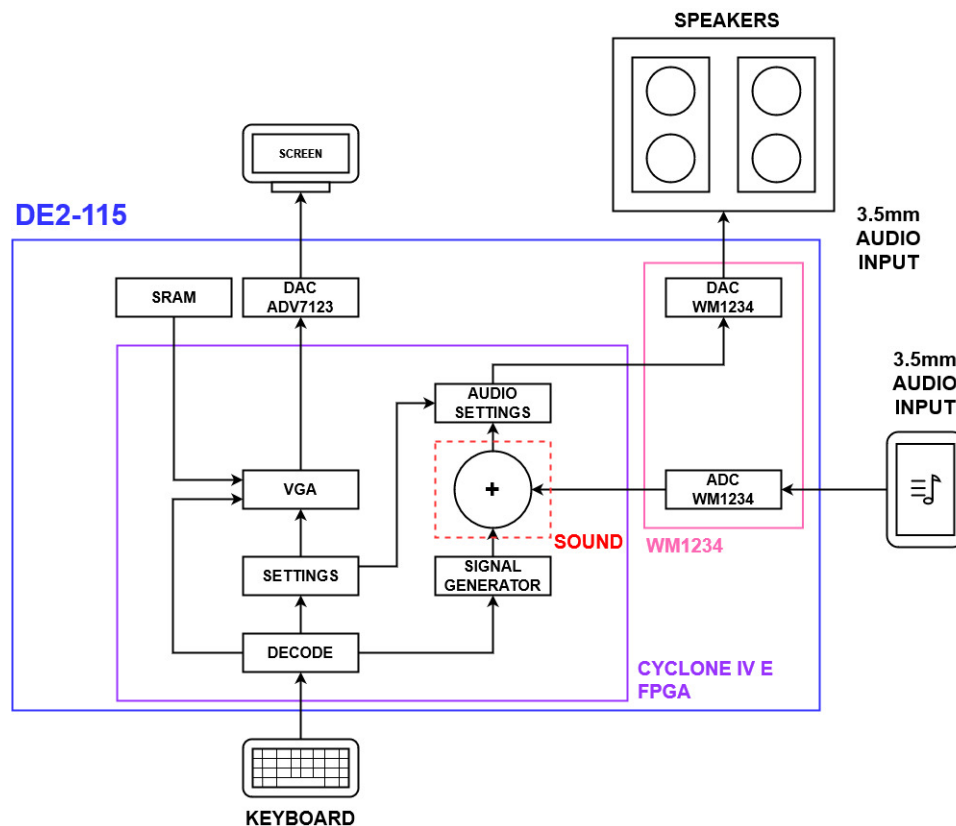 SPEAKERS
SCREEN
DE2-115
3.5mm
AUDIO
INPUT
SRAM
DAC
ADV7123
DAC
WM1234
3.5mm
AUDIO
INPUT
AUDIO
SETTINGS
VGA
+
ADC
WM1234
SOUND
WM1234
SETTINGS
SIGNAL
GENERATOR
DECODE
CYCLONE IV E
FPGA
KEYBOARD